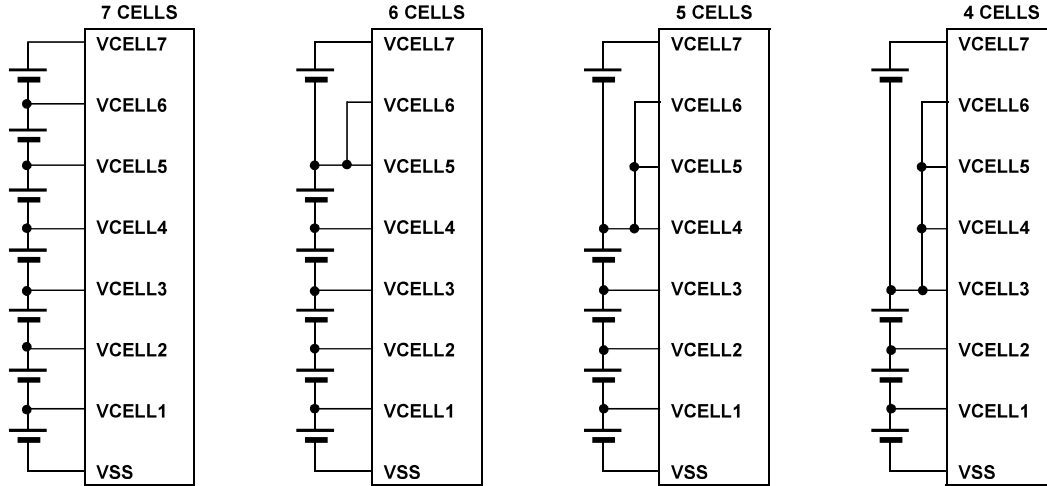 7 CELLS
VCELL7
VCELL6
VCELL5
VCELL4
VCELL3
VCELL2
VCELL1
VSS
6 CELLS
VCELL7
VCELL6
VCELL5
VCELL4
VCELL3
VCELL2
VCELL1
VSS
5 CELLS
VCELL7
VCELL6
VCELL5
VCELL4
VCELL3
VCELL2
VCELL1
VSS
4 CELLS
VCELL7
VCELL6
VCELL5
VCELL4
VCELL3
VCELL2
VCELL1
VSS